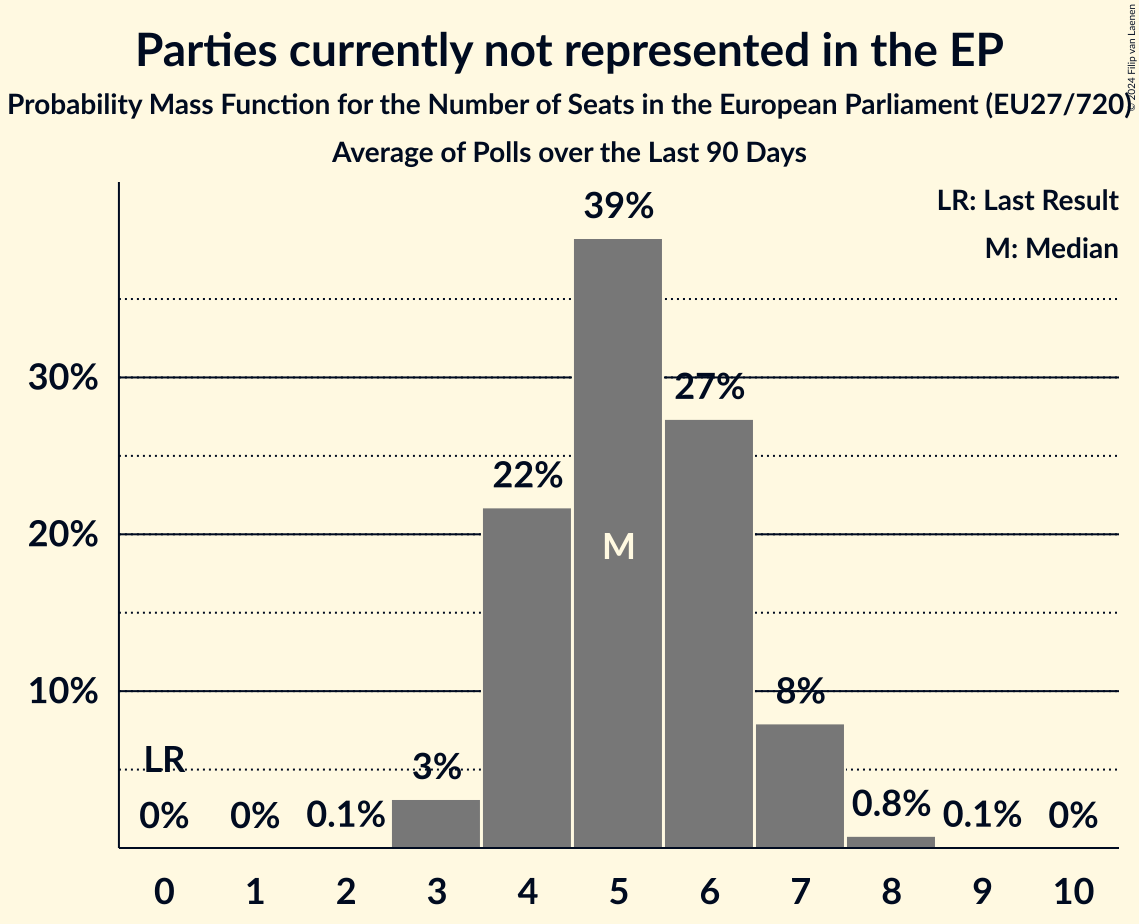 Parties currently not represented in the EP
Probability Mass Function for the Number of Seats in the European Parliament (EU27/720)
Average of Polls over the Last 90 Days
© 2024 Filip van Laenen
LR: Last Result
M: Median
39%
30%
27%
22%
20%
M
10%
8%
LR
3%
0%
0%
0.1%
0.8%
0.1%
0%
0 1 2 3 4 5 6 7 8 9 10